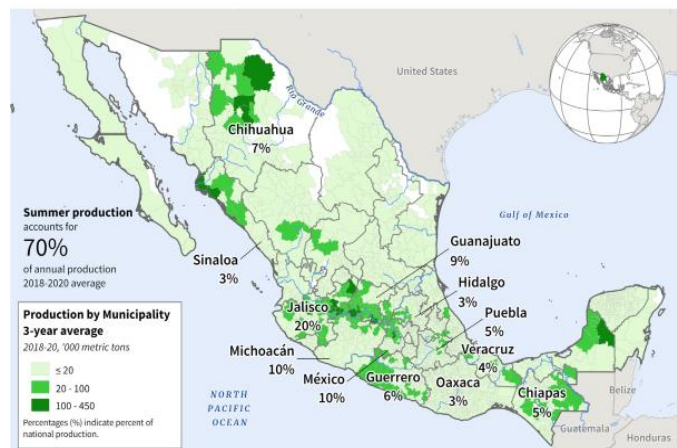 United States
Rio Grande
Chihuahua
7%
Gulf of Mexico
Summer production
accounts for
70%
of annual production
2018-2020 average
Sinaloa
3%
Guanajuato
9%
Hidalgo
3%
Puebla
5%
Jalisco
20%
Veracruz
4%
Michoacán
10%
México
10%
Guerrero
6%
Oaxaca
3%
Chiapas
5%
Belize
Guatemala
Honduras
NORTH
PACIFIC
OCEAN
Production by Municipality
3-year average
2018-20, '000 metric tons
≤ 20
20 - 100
100 - 450
Percentages (%) indicate percent of
national production.